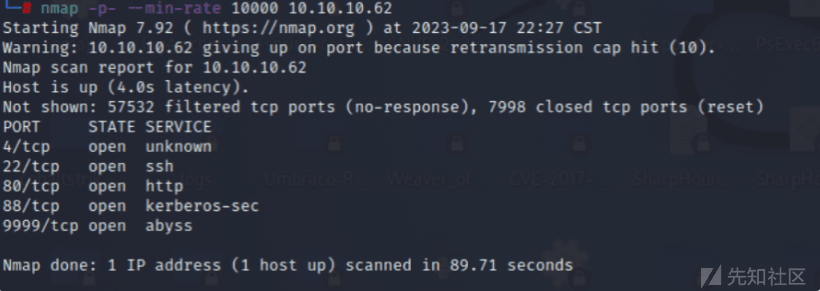 # nmap -p- --min-rate 10000 10.10.10.62
Starting Nmap 7.92 ( https://nmap.org ) at 2023-09-17 22:27 CST
Warning: 10.10.10.62 giving up on port because retransmission cap hit (10).
Nmap scan report for 10.10.10.62
Host is up (4.0s latency).
Not shown: 57532 filtered tcp ports (no-response), 7998 closed tcp ports (reset)
PORT     STATE SERVICE
4/tcp    open  unknown
22/tcp   open  ssh
80/tcp   open  http
88/tcp   open  kerberos-sec
9999/tcp open  abyss
Umbraco-R... Weaver_of... CVE-2017-
Nmap done: 1 IP address (1 host up) scanned in 89.71 seconds
先知社区